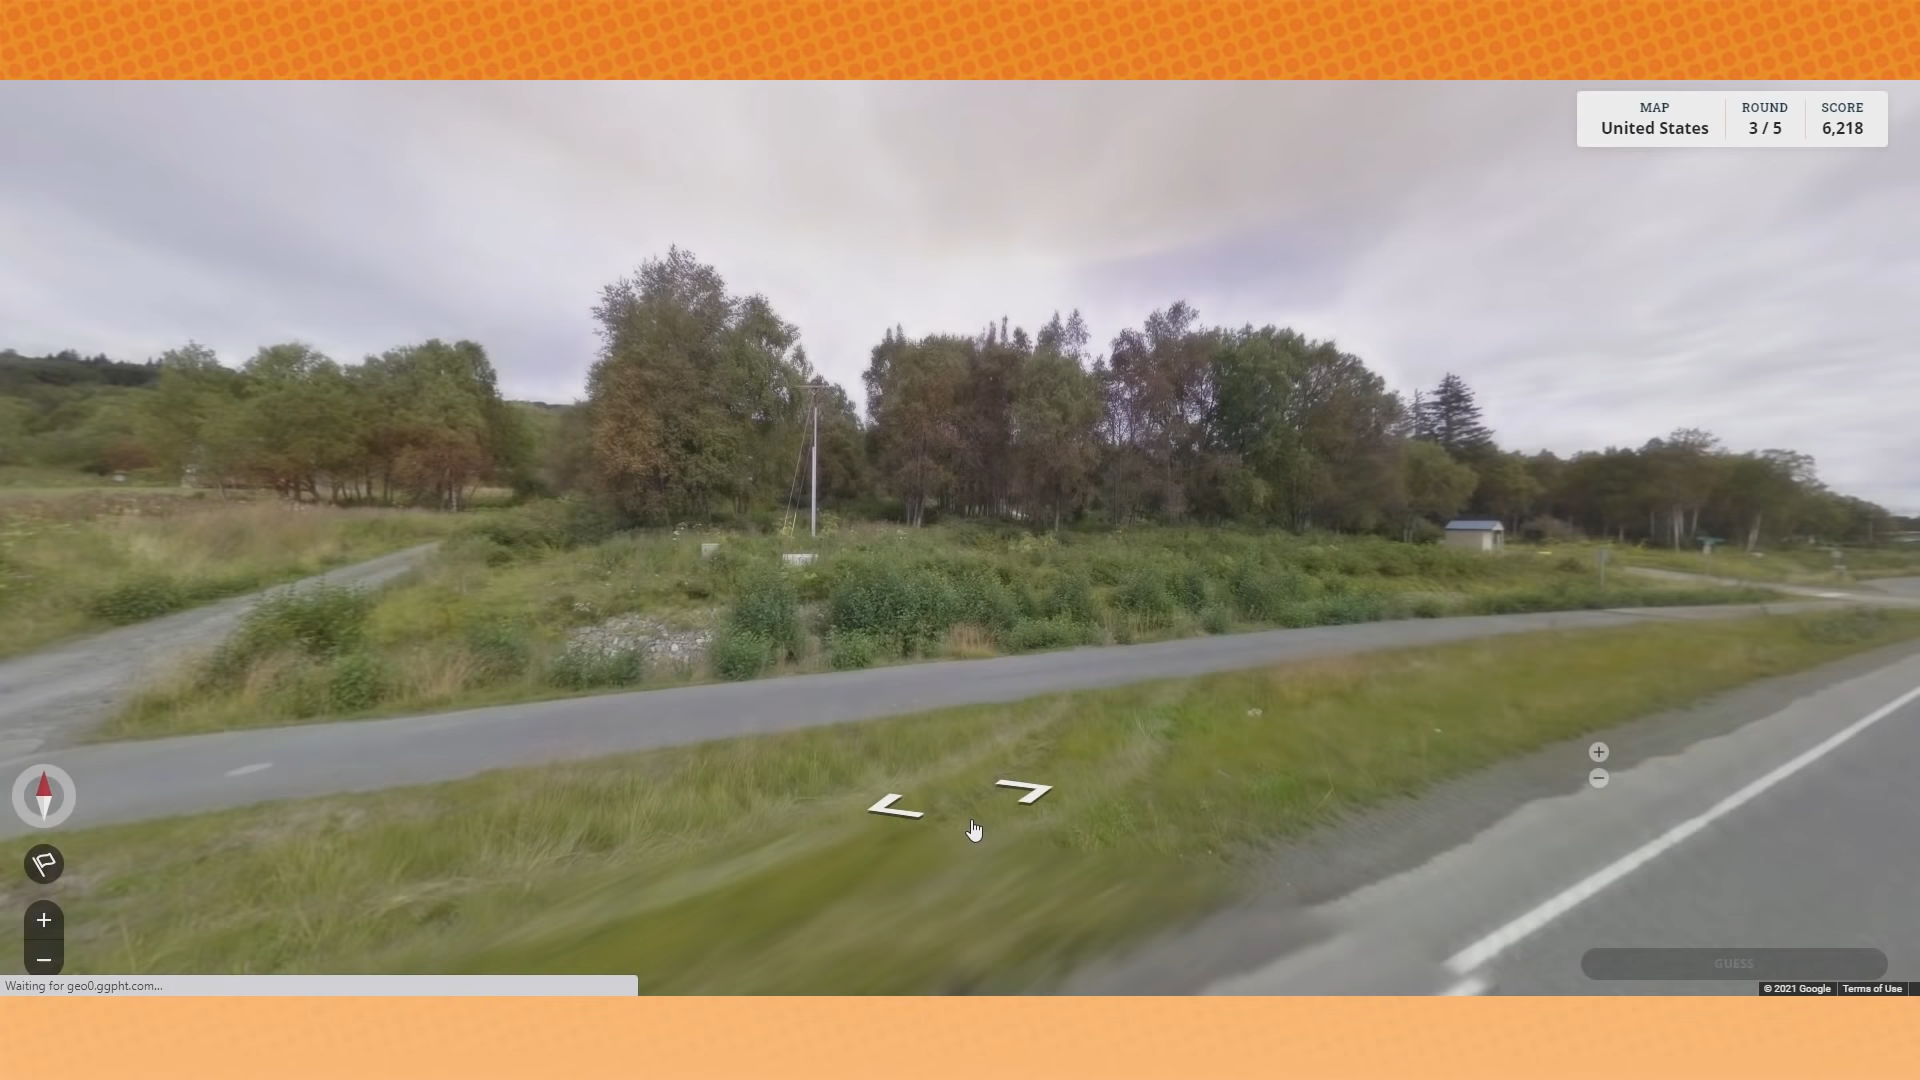 MAP
United States
ROUND
3 / 5
SCORE
6,218
GUESS
Waiting for geo0.ggpht.com...
© 2021 Google
Terms of Use